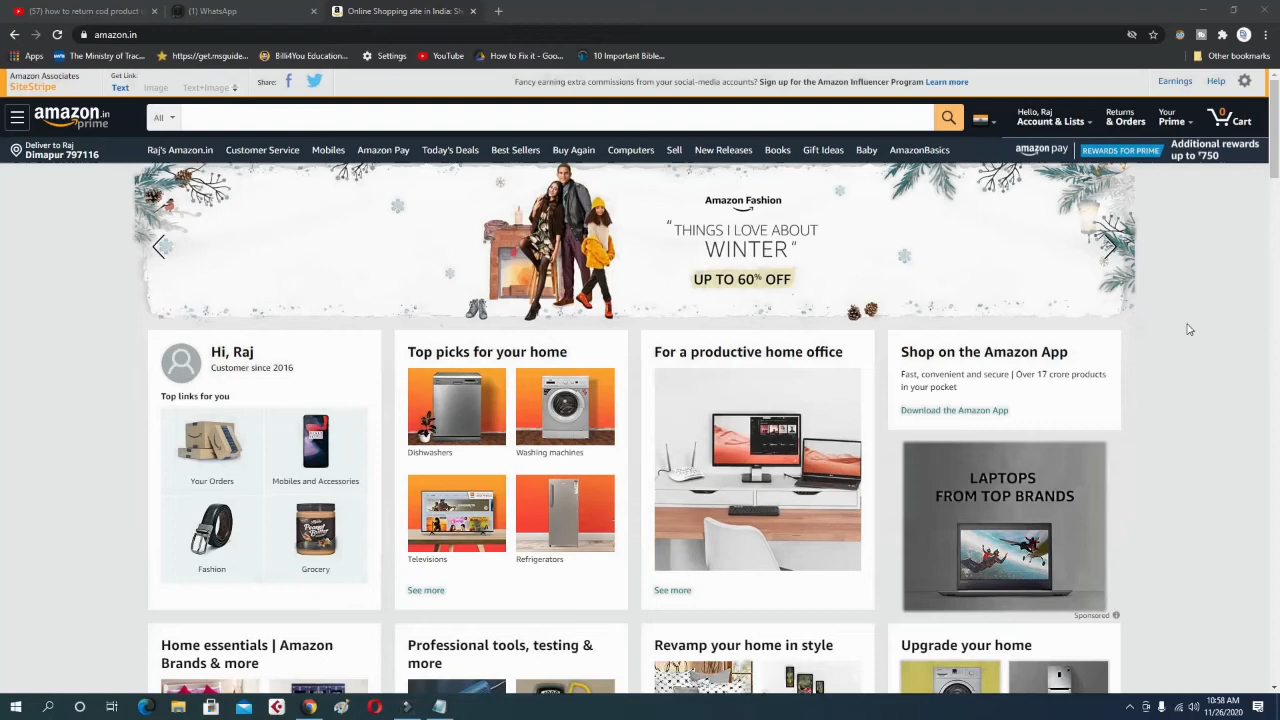 (57) how to return cod product o
(1) WhatsApp
Online Shopping site in India: Sh
amazon.in
Apps
The Ministry of Trac...
https://get.msguide...
Billi4You Education...
Settings
YouTube
How to Fix it - Goo...
10 Important Bible...
Other bookmarks
Amazon Associates
SiteStripe
Get Link:
Text Image Text+Image
Share:
Fancy earning extra commissions from your social-media accounts? Sign up for the Amazon Influencer Program Learn more
Earnings Help
amazon.in
prime
All
Hello, Raj
Account & Lists
Returns
& Orders
Your
Prime
0
Cart
Deliver to Raj
Dimapur 797116
Raj's Amazon.in Customer Service Mobiles Amazon Pay Today's Deals Best Sellers Buy Again Computers Sell New Releases Books Gift Ideas Baby AmazonBasics
amazon pay
REWARDS FOR PRIME
Additional rewards
up to ₹750
Amazon Fashion
"THINGS I LOVE ABOUT
WINTER"
UP TO 60% OFF
Hi, Raj
Customer since 2016
Top links for you
Your Orders
Mobiles and Accessories
Fashion
Grocery
Top picks for your home
Dishwashers
Washing machines
Televisions
Refrigerators
See more
For a productive home office
See more
Shop on the Amazon App
Fast, convenient and secure | Over 17 crore products
in your pocket
Download the Amazon App
LAPTOPS
FROM TOP BRANDS
Sponsored
Home essentials | Amazon
Brands & more
Professional tools, testing &
more
Revamp your home in style
Upgrade your home
10:58 AM
11/26/2020